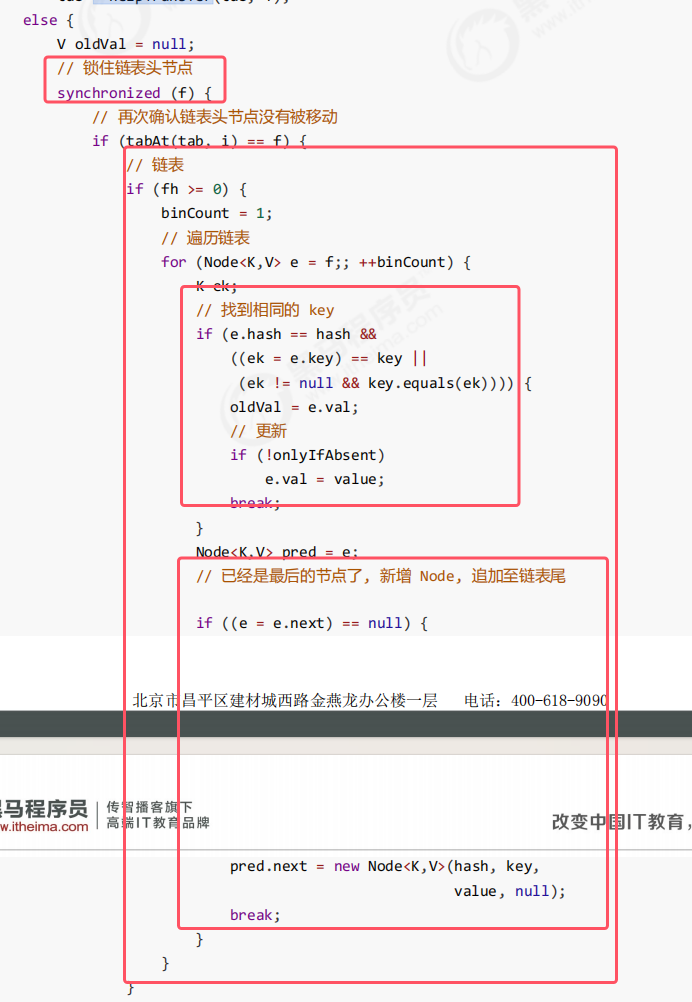 else {
V oldVal = null;
// 锁住链表头节点
synchronized (f) {
// 再次确认链表头节点没有被移动
if (tabAt(tab, i) == f) {
// 链表
if (fh >= 0) {
binCount = 1;
// 遍历链表
for (Node<K,V> e = f;; ++binCount) {
K ek;
// 找到相同的 key
if (e.hash == hash &&
((ek = e.key) == key ||
(ek != null && key.equals(ek)))) {
oldVal = e.val;
// 更新
if (!onlyIfAbsent)
e.val = value;
break;
}
Node<K,V> pred = e;
// 已经是最后的节点了, 新增 Node, 追加至链表尾
if ((e = e.next) == null) {
北京市昌平区建材城西路金燕龙办公楼一层 电话：400-618-9090
马程序员 传智播客旗下
w.itheima.com 高端IT教育品牌
改变中国IT教育，
pred.next = new Node<K,V>(hash, key,
value, null);
break;
}
}
}